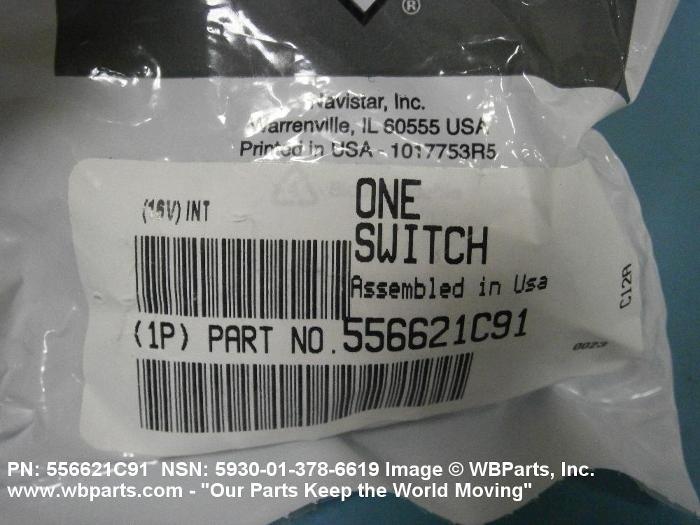 ®
Navistar, Inc.
Warrenville, IL 60555 USA
Printed in USA - 1017753R5
(16V) INT
ONE
SWITCH
Assembled in Usa
C12A
(1P) PART NO. 556621C91
0023
PN: 556621C91 NSN: 5930-01-378-6619 Image © WBParts, Inc.
www.wbparts.com - "Our Parts Keep the World Moving"